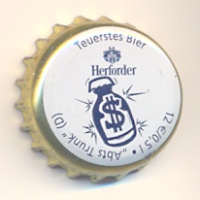 Teuerstes Bier
Herforder
$
12 €/0,5 l • „Abts Trunk“ (D)